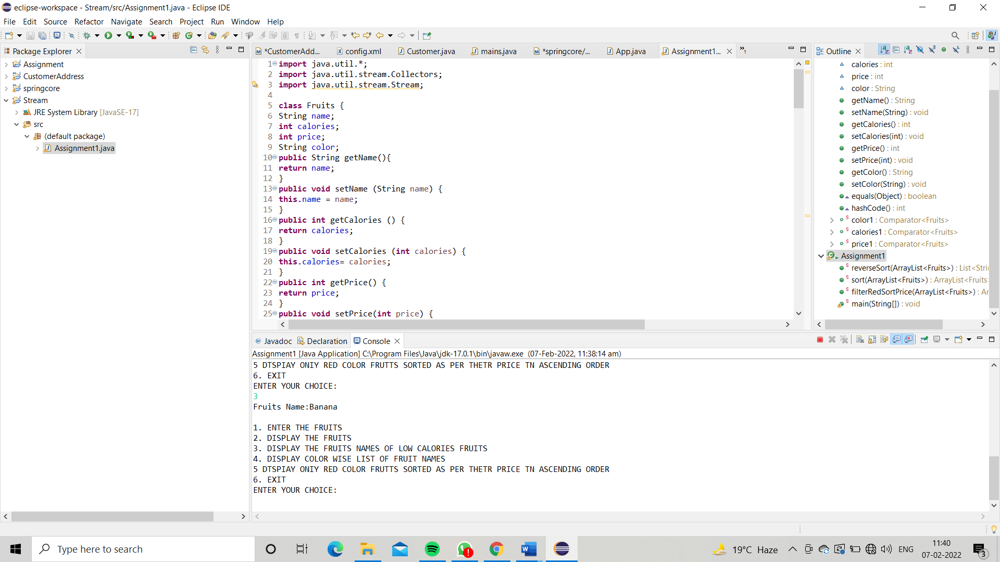 eclipse-workspace - Stream/src/Assignment1.java - Eclipse IDE
File Edit Source Refactor Navigate Search Project Run Window Help
Package Explorer
Assignment
CustomerAddress
springcore
Stream
JRE System Library [JavaSE-17]
src
(default package)
Assignment1.java
*CustomerAdd... config.xml Customer.java mains.java *springcore/... App.java Assignment1... »1
1 import java.util.*;
2 import java.util.stream.Collectors;
3 import java.util.stream.Stream;
4
5 class Fruits {
6 String name;
7 int calories;
8 int price;
9 String color;
10 public String getName(){
11 return name;
12 }
13 public void setName (String name) {
14 this.name = name;
15 }
16 public int getCalories () {
17 return calories;
18 }
19 public void setCalories (int calories) {
20 this.calories= calories;
21 }
22 public int getPrice() {
23 return price;
24 }
25 public void setPrice(int price) {
Outline
calories : int
price : int
color : String
getName() : String
setName(String) : void
getCalories() : int
setCalories(int) : void
getPrice() : int
setPrice(int) : void
getColor() : String
setColor(String) : void
equals(Object) : boolean
hashCode() : int
color1 : Comparator<Fruits>
calories1 : Comparator<Fruits>
price1 : Comparator<Fruits>
Assignment1
reverseSort(ArrayList<Fruits>) : List<Stri
sort(ArrayList<Fruits>) : ArrayList<Fruits
filterRedSortPrice(ArrayList<Fruits>) : Ar
main(String[]) : void
@ Javadoc Declaration Console
Assignment1 [Java Application] C:\Program Files\Java\jdk-17.0.1\bin\javaw.exe (07-Feb-2022, 11:38:14 am)
5 DTSPIAY ONIY RED COLOR FRUTTS SORTED AS PER THETR PRICE TN ASCENDING ORDER
6. EXIT
ENTER YOUR CHOICE:
3
Fruits Name:Banana
1. ENTER THE FRUITS
2. DISPLAY THE FRUITS
3. DISPLAY THE FRUITS NAMES OF LOW CALORIES FRUITS
4. DISPLAY COLOR WISE LIST OF FRUIT NAMES
5 DTSPIAY ONIY RED COLOR FRUTTS SORTED AS PER THETR PRICE TN ASCENDING ORDER
6. EXIT
ENTER YOUR CHOICE:
Type here to search
19°C Haze
ENG
11:40
07-02-2022
3